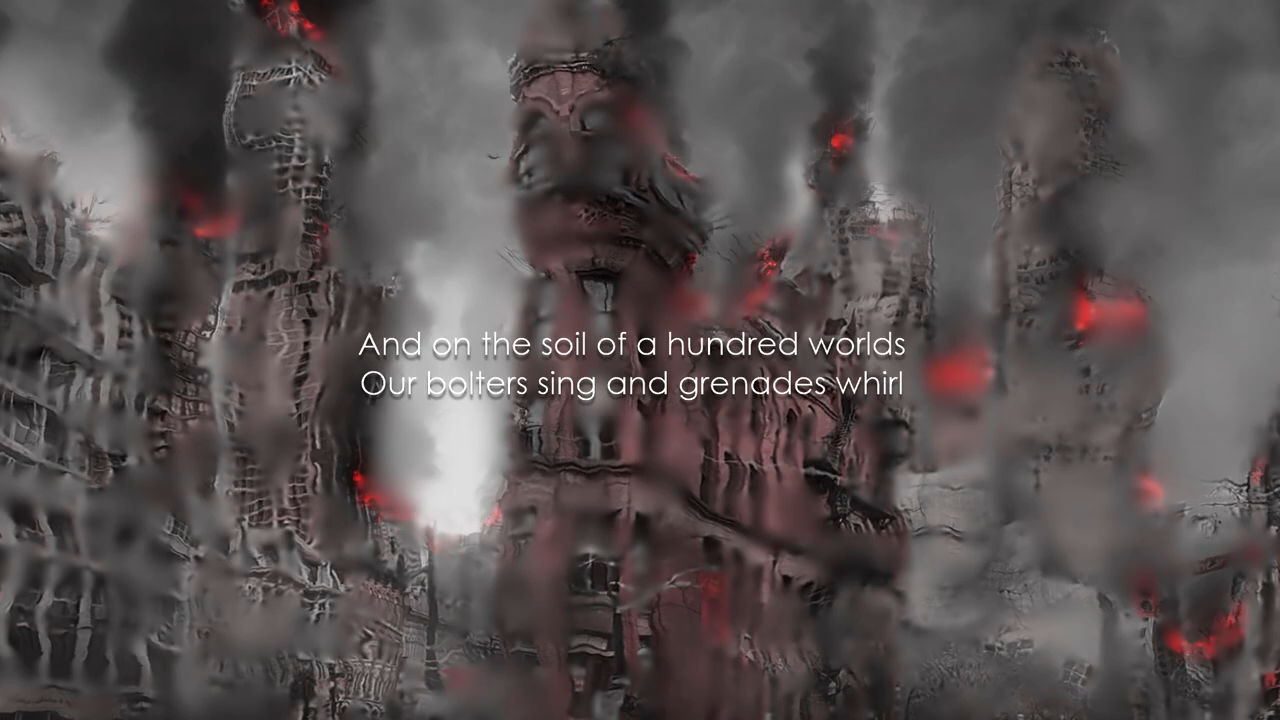 And on the soil of a hundred worlds
Our bolters sing and grenades whirl